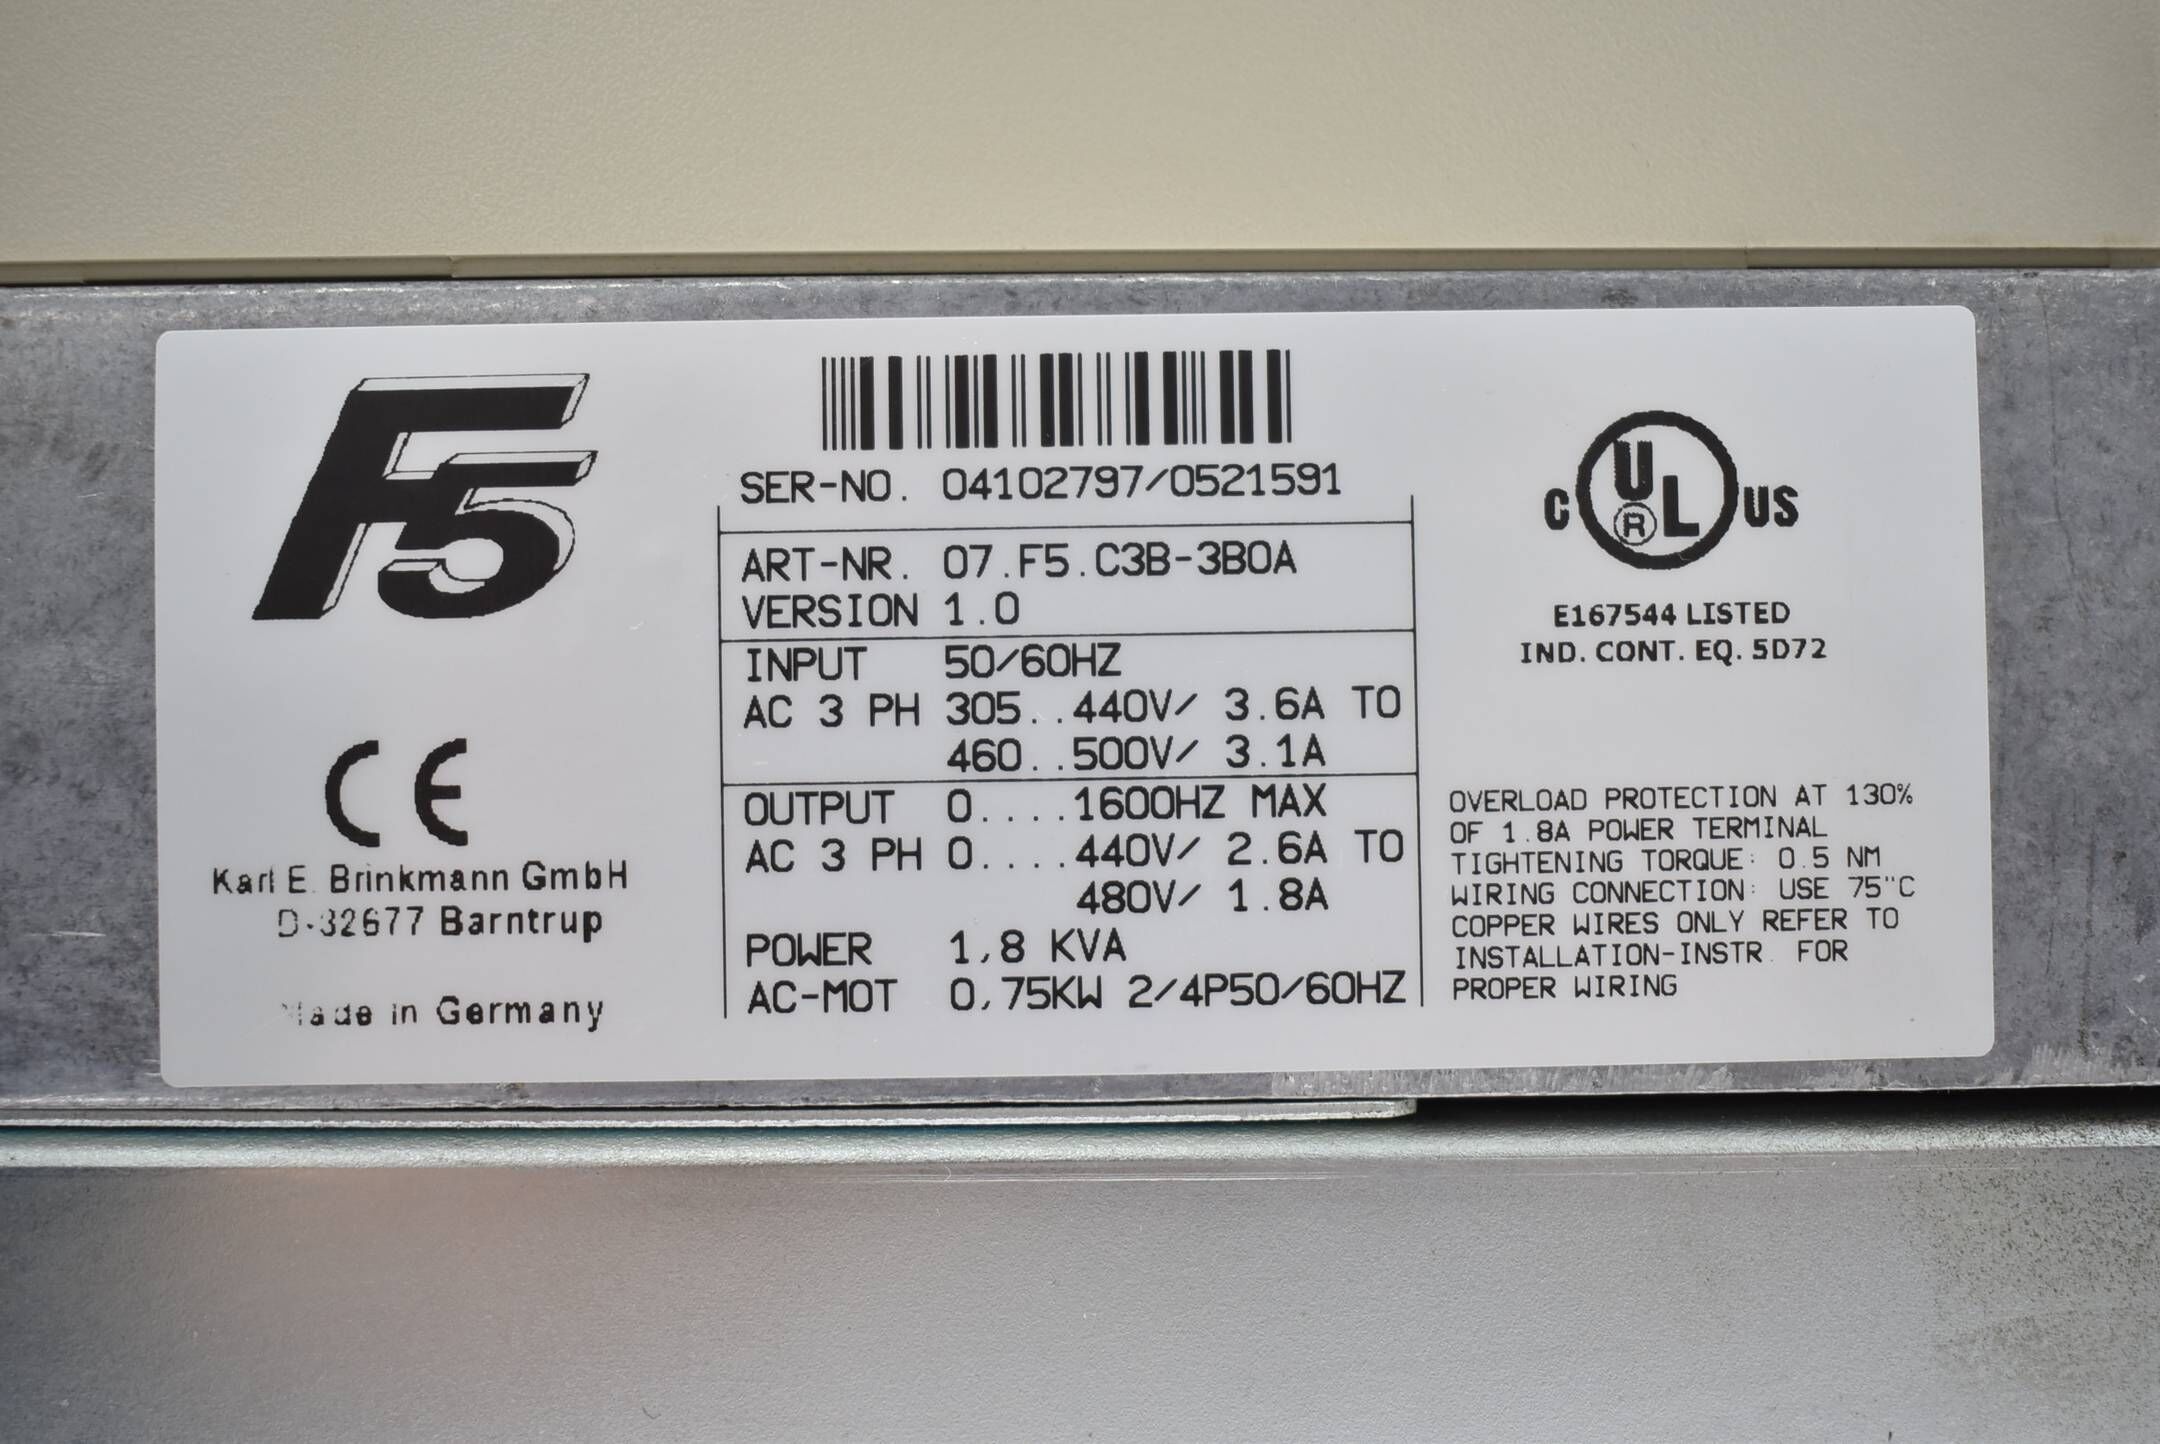 F5
CE
Karl E. Brinkmann GmbH
D-32677 Barntrup
Made in Germany
SER-NO. 04102797/0521591
ART-NR. 07.F5.C3B-3B0A
VERSION 1.0
INPUT 50/60HZ
AC 3 PH 305..440V/ 3.6A TO
460..500V/ 3.1A
OUTPUT 0....1600HZ MAX
AC 3 PH 0....440V/ 2.6A TO
480V/ 1.8A
POWER 1,8 KVA
AC-MOT 0,75KW 2/4P50/60HZ
C UL® US
E167544 LISTED
IND. CONT. EQ. 5D72
OVERLOAD PROTECTION AT 130%
OF 1.8A POWER TERMINAL
TIGHTENING TORQUE: 0.5 NM
WIRING CONNECTION: USE 75"C
COPPER WIRES ONLY REFER TO
INSTALLATION-INSTR. FOR
PROPER WIRING